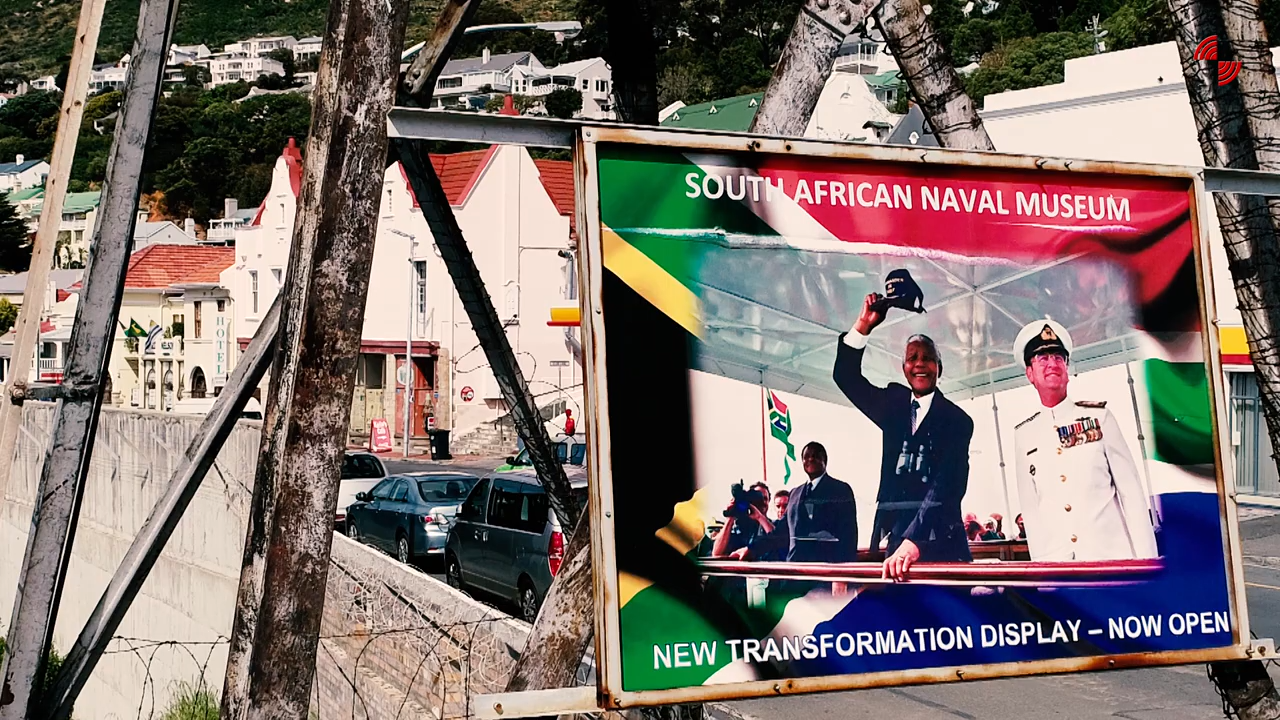 SOUTH AFRICAN NAVAL MUSEUM
NEW TRANSFORMATION DISPLAY – NOW OPEN
HOTEL